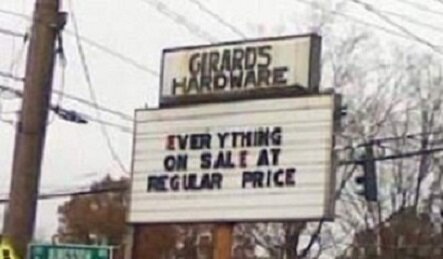 GIRARDS
HARDWARE
EVERYTHING
ON SALE AT
REGULAR PRICE